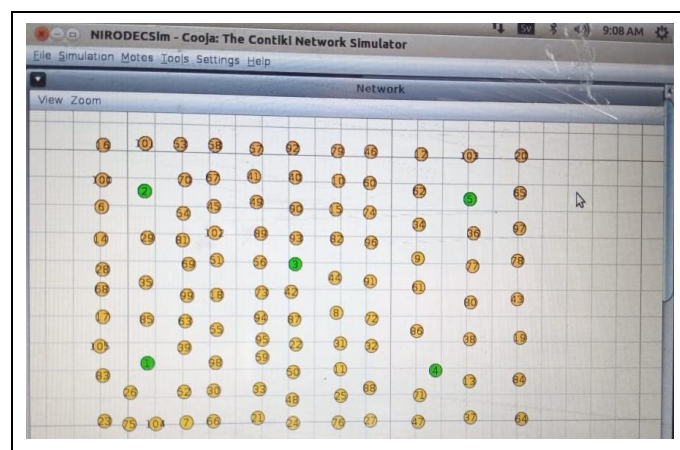 Sv 9:08 AM
NIRODECSim - Cooja: The Contiki Network Simulator
File Simulation Motes Tools Settings Help
Network
View Zoom
16 101 53 58 57 92 79 46 12 103 20
70 67 41 40 10 60
2 62 5 65
6 54 45 49 90 15 74
34
14 29 81 102 89 93 82 96 36 97
28 69 51 56 3 9 77 78
68 35 44 91 61
99 18 73 42 80 43
17 85 63 94 87 8 72
55 86
105 39 95 22 31 32 38 19
1 98 59
83 50 11 4 13 84
26 52 30 33 88
48 25 71
23 75 104 7 66 21 24 76 27 47 37 64